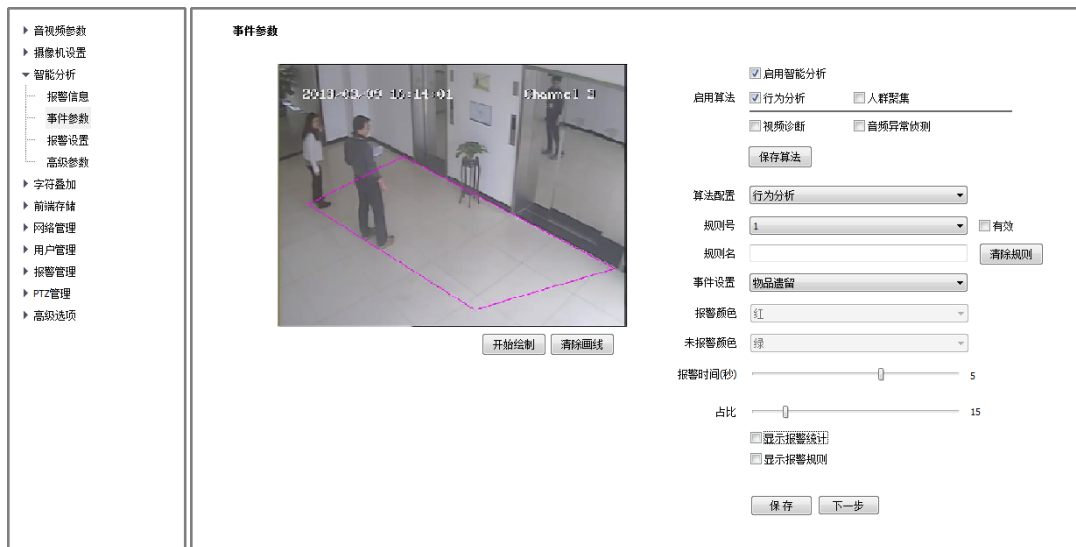 音视频参数
摄像机设置
智能分析
报警信息
事件参数
报警设置
高级参数
字符叠加
前端存储
网络管理
用户管理
报警管理
PTZ管理
高级选项
事件参数
Channel
开始绘制 清除画线
启用智能分析
启用算法 行为分析 人群聚集
视频诊断 音频异常侦测
保存算法
算法配置 行为分析
规则号 1 有效
规则名 清除规则
事件设置 物品遗留
报警颜色 红
未报警颜色 绿
报警时间(秒) 5
占比 15
显示报警统计
显示报警规则
保存 下一步